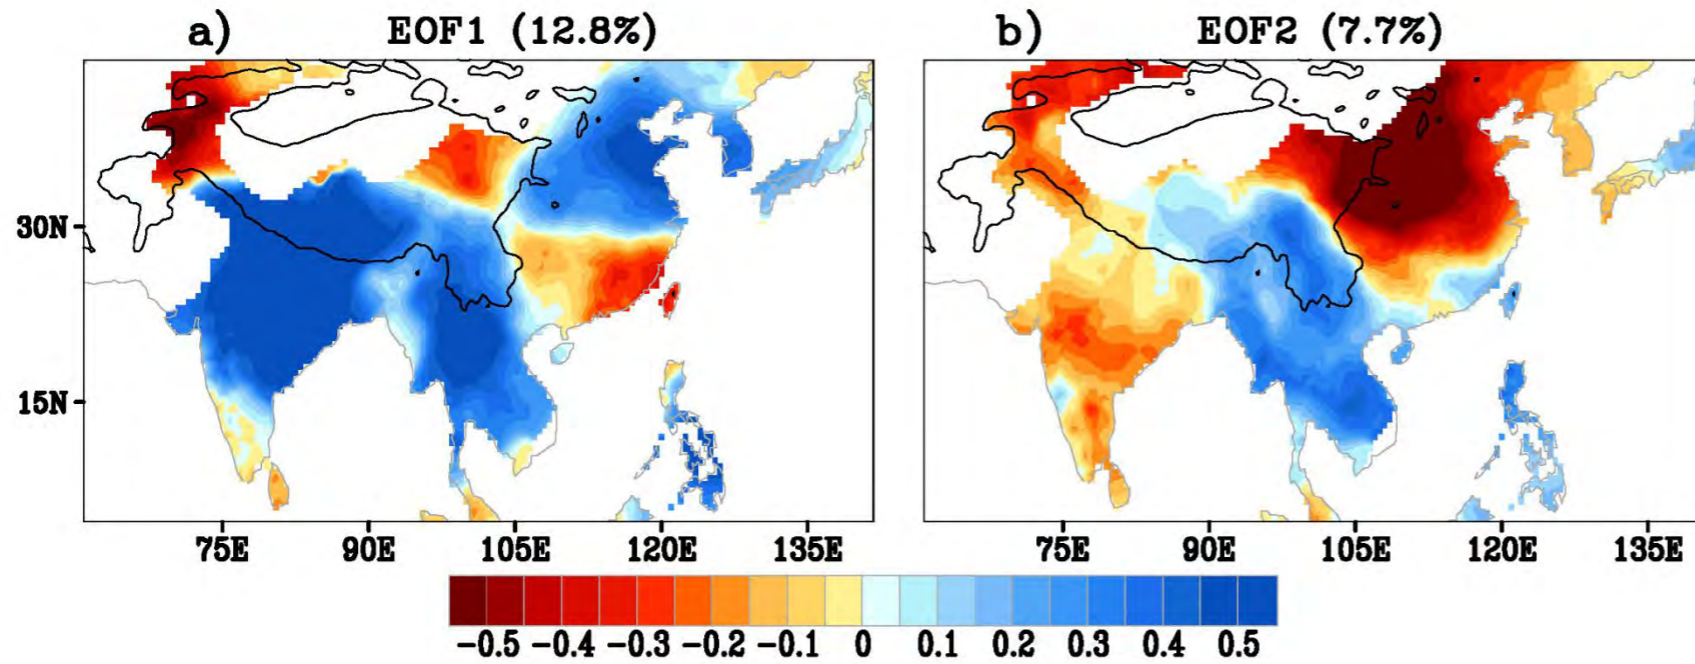 a) EOF1 (12.8%)
b) EOF2 (7.7%)
30N
15N
75E 90E 105E 120E 135E
75E 90E 105E 120E 135E
-0.5 -0.4 -0.3 -0.2 -0.1 0 0.1 0.2 0.3 0.4 0.5